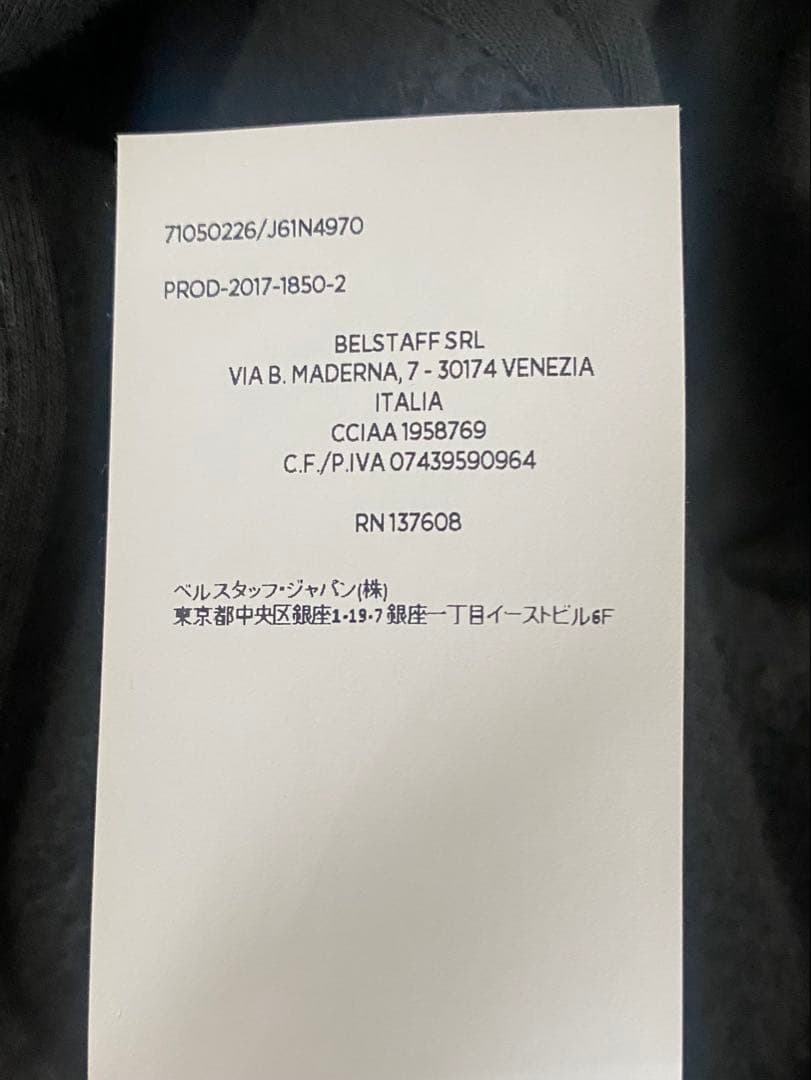 71050226/J61N4970
PROD-2017-1850-2
BELSTAFF SRL
VIA B. MADERNA, 7 - 30174 VENEZIA
ITALIA
CCIAA 1958769
C.F./P.IVA 07439590964
RN 137608
ベルスタッフ・ジャパン(株)
東京都中央区銀座1-19-7 銀座一丁目イーストビル6F